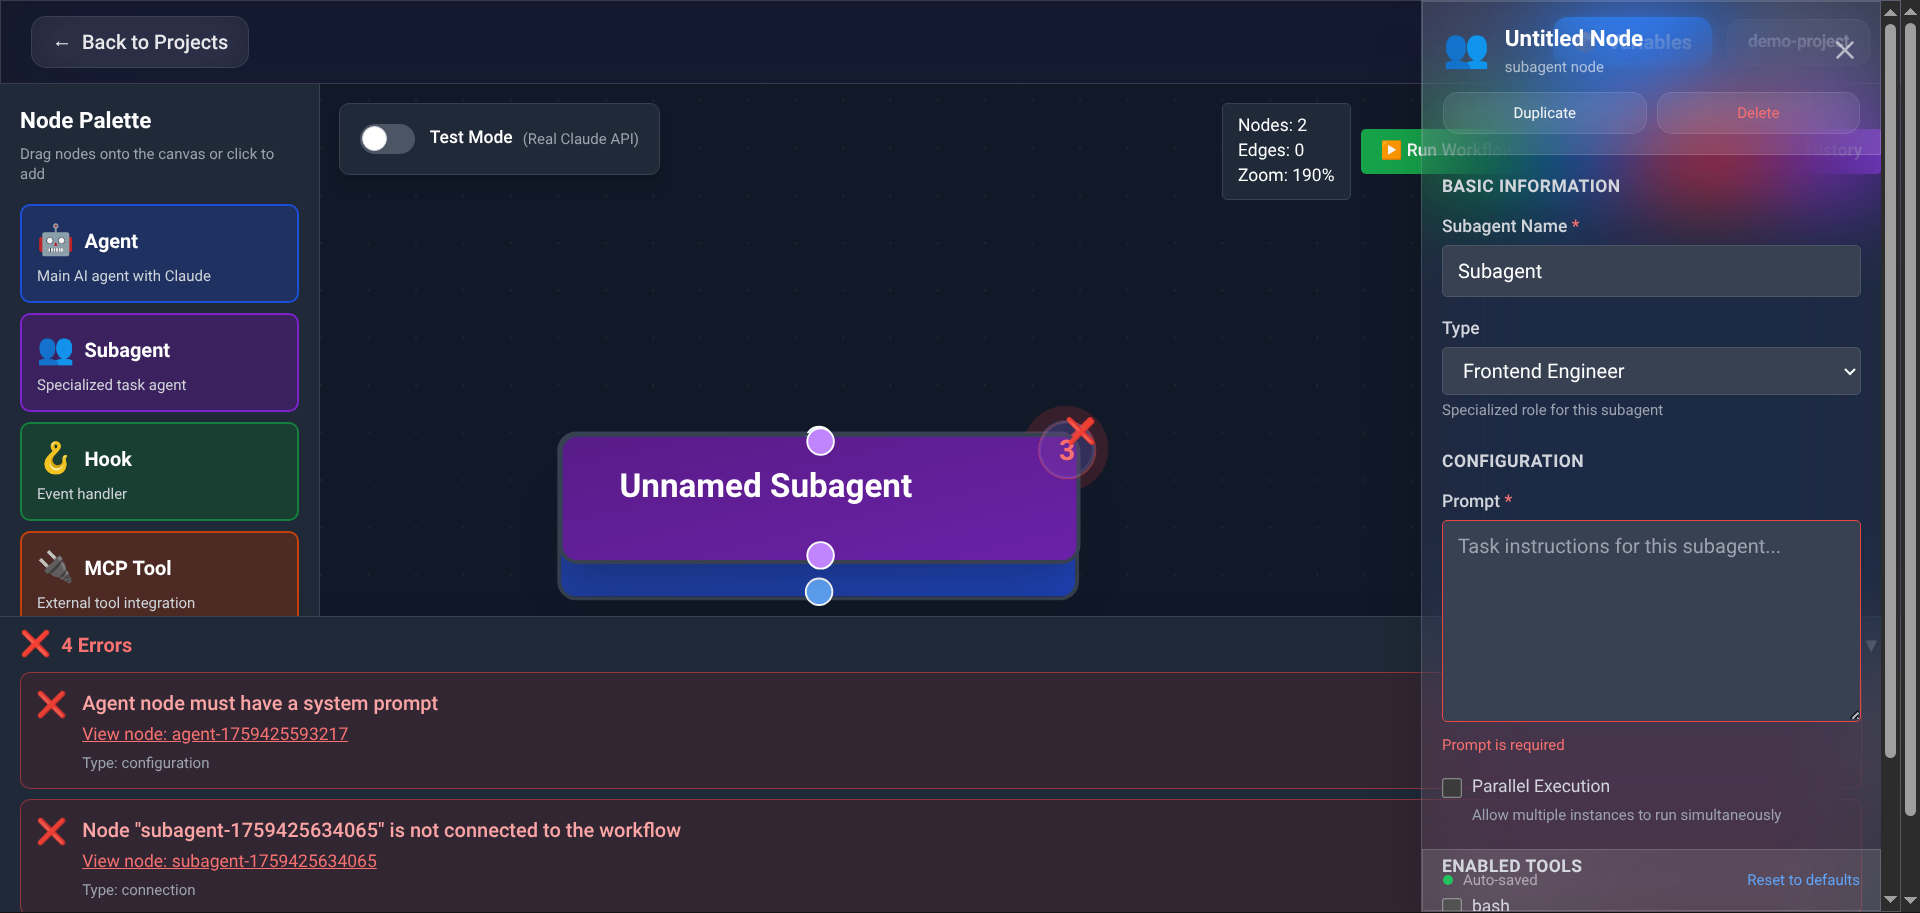 ← Back to Projects
Node Palette
Drag nodes onto the canvas or click to
add
Agent
Main AI agent with Claude
Subagent
Specialized task agent
Hook
Event handler
MCP Tool
External tool integration
Test Mode (Real Claude API)
Nodes: 2
Edges: 0
Zoom: 190%
Run Workflow
History
Unnamed Subagent
3
4 Errors
Agent node must have a system prompt
View node: agent-1759425593217
Type: configuration
Node "subagent-1759425634065" is not connected to the workflow
View node: subagent-1759425634065
Type: connection
Untitled Node
demo-project
subagent node
Duplicate
Delete
BASIC INFORMATION
Subagent Name *
Subagent
Type
Frontend Engineer
Specialized role for this subagent
CONFIGURATION
Prompt *
Task instructions for this subagent...
Prompt is required
Parallel Execution
Allow multiple instances to run simultaneously
ENABLED TOOLS
Auto-saved
Reset to defaults
bash